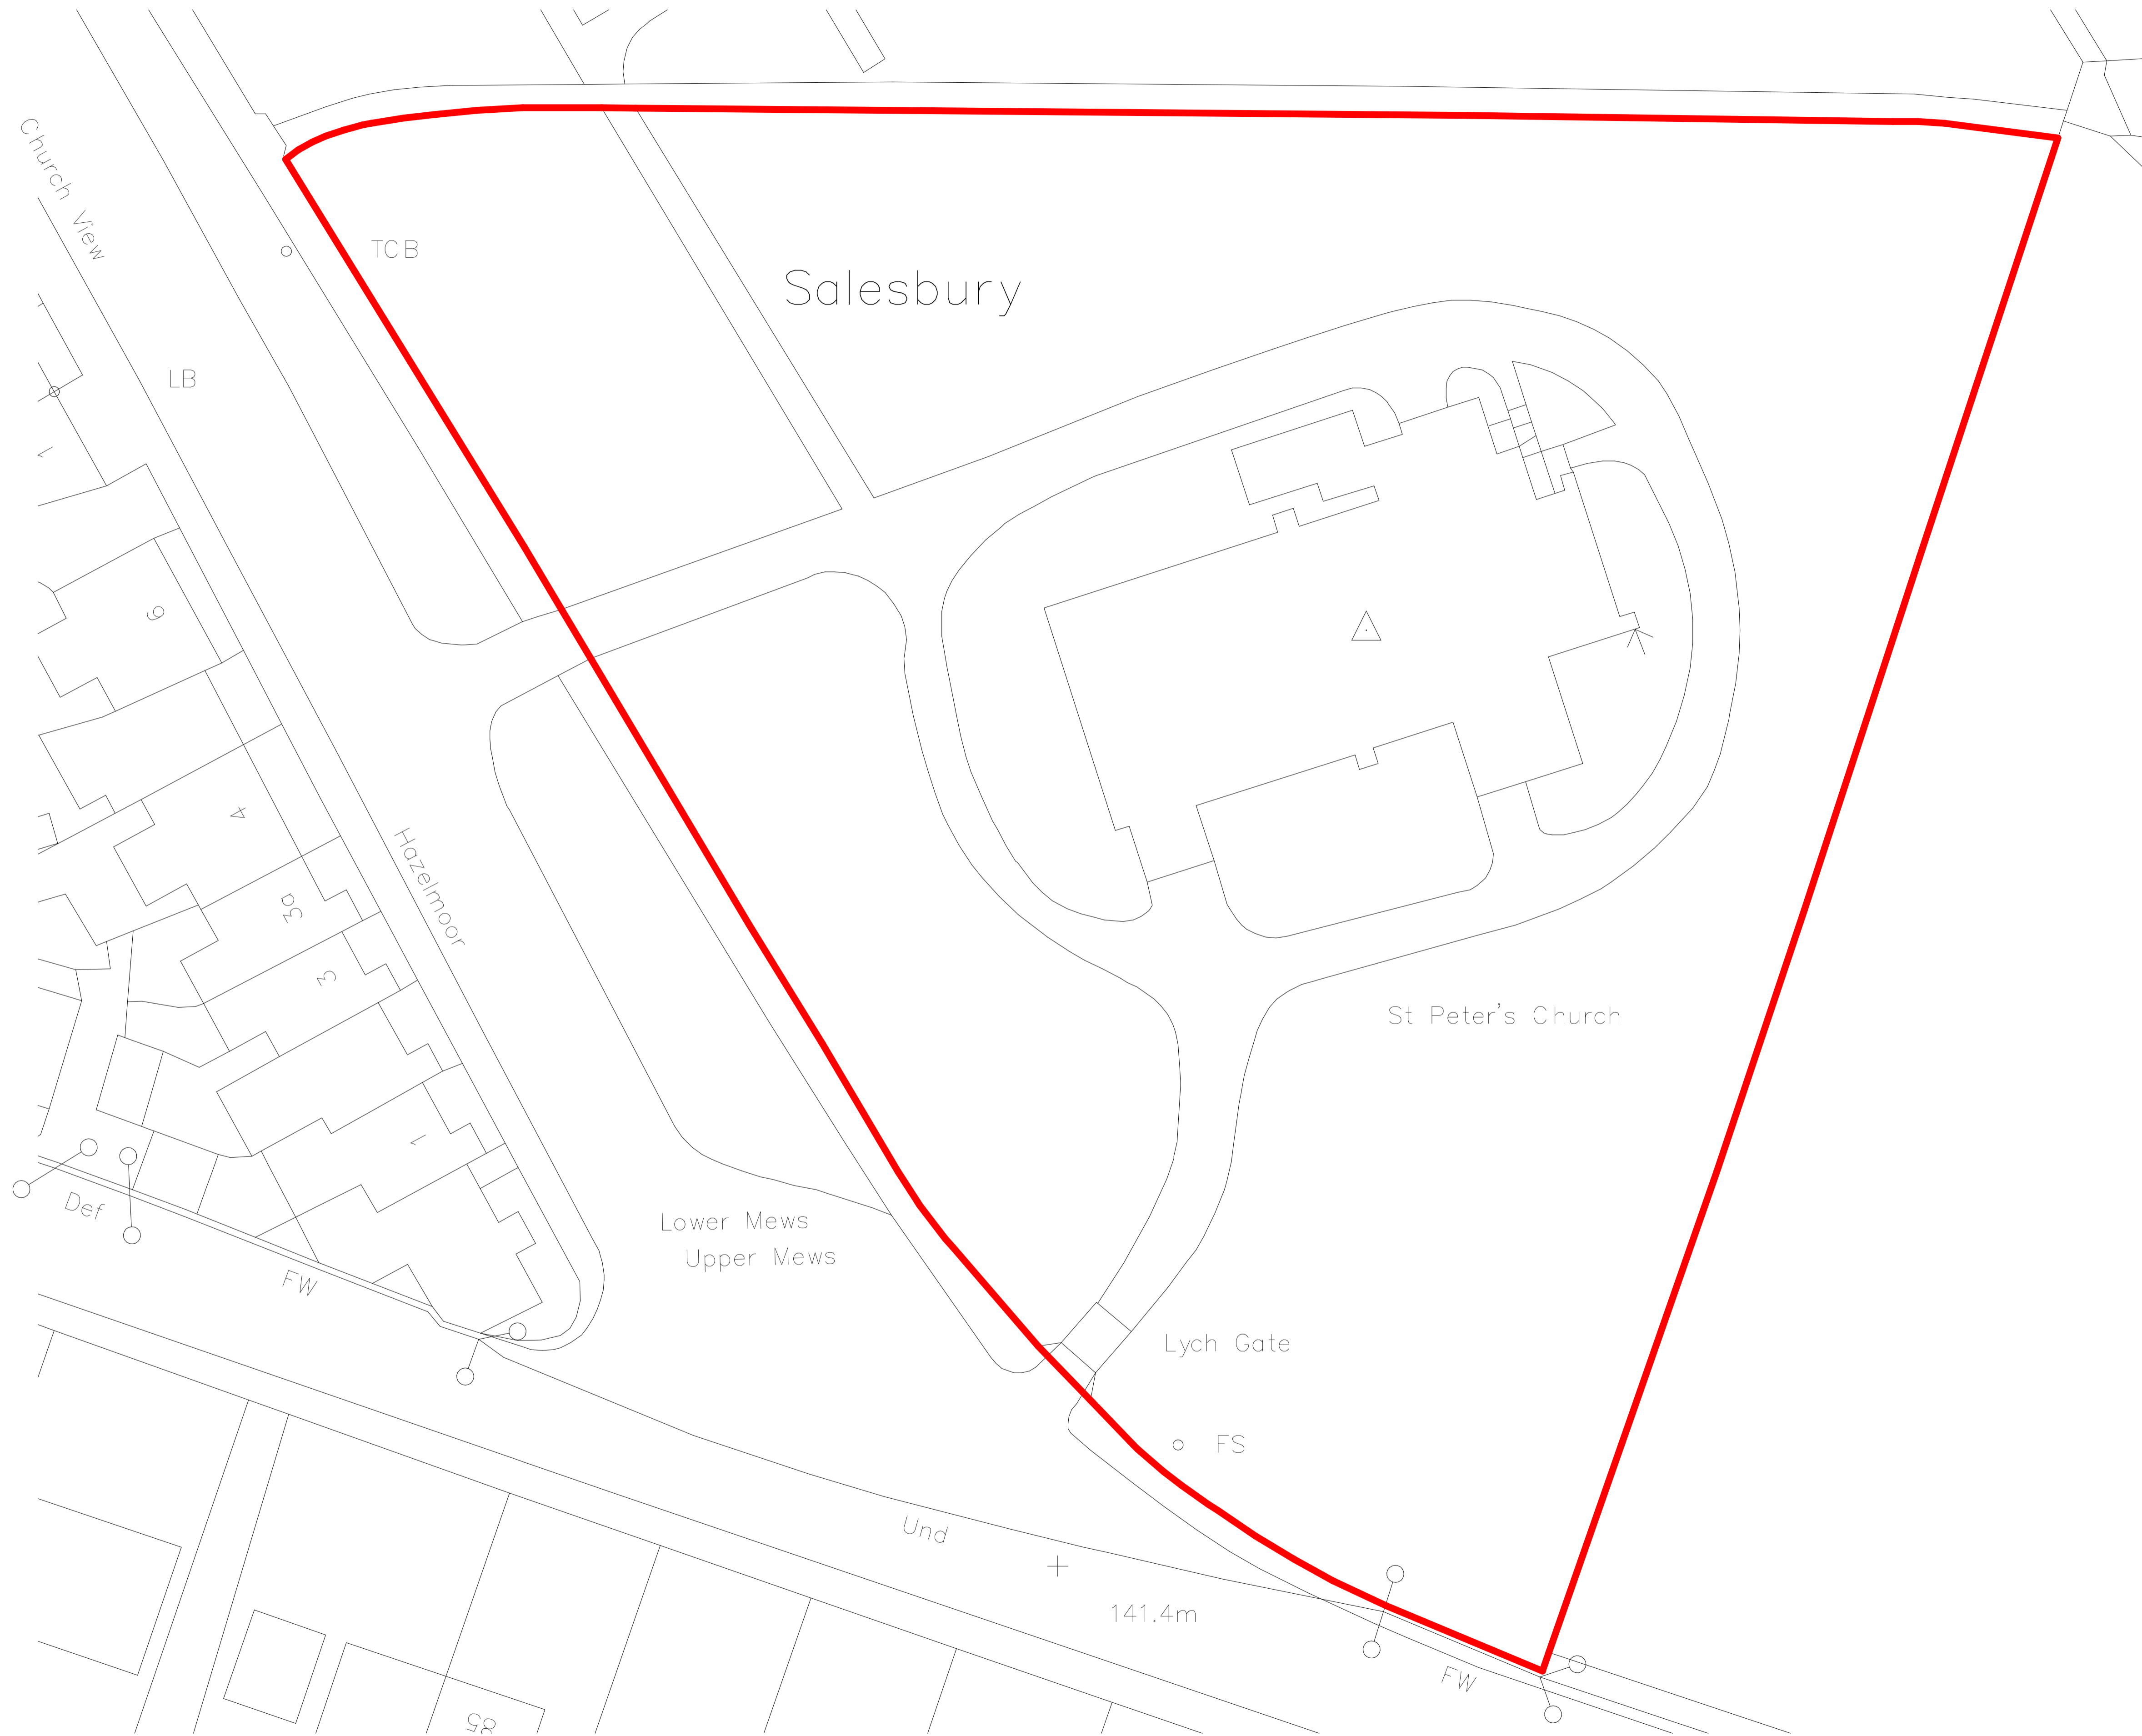 Church View
TCB
Salesbury
LB
6
4
3a
Hazelmoor
3
St Peter's Church
1
Def
Lower Mews
Upper Mews
FW
Lych Gate
FS
Und
141.4m
FW